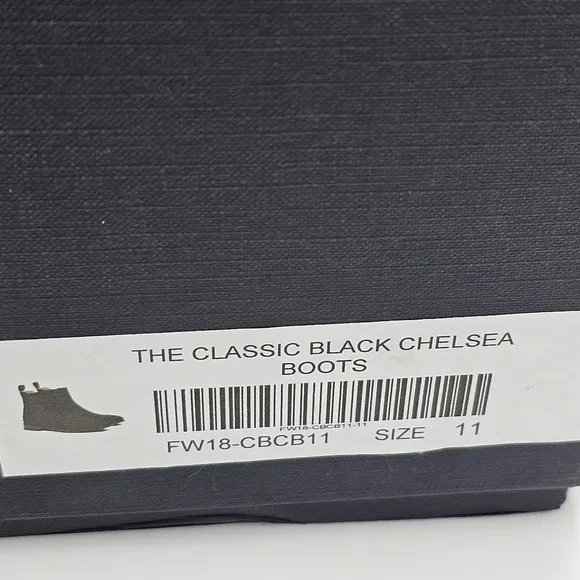 THE CLASSIC BLACK CHELSEA
BOOTS
FW18-CBCB11-11
FW18-CBCB11 SIZE 11